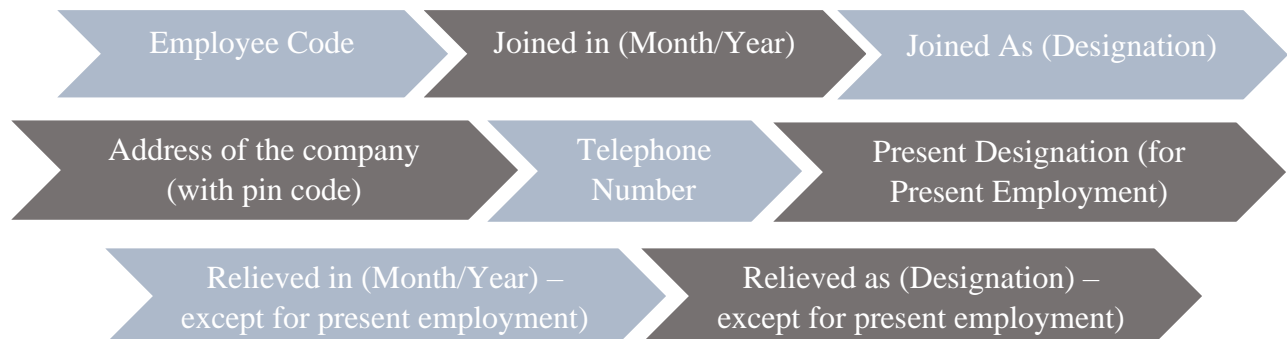 Employee Code
Joined in (Month/Year)
Joined As (Designation)
Address of the company
(with pin code)
Telephone
Number
Present Designation (for
Present Employment)
Relieved in (Month/Year) –
except for present employment)
Relieved as (Designation) –
except for present employment)